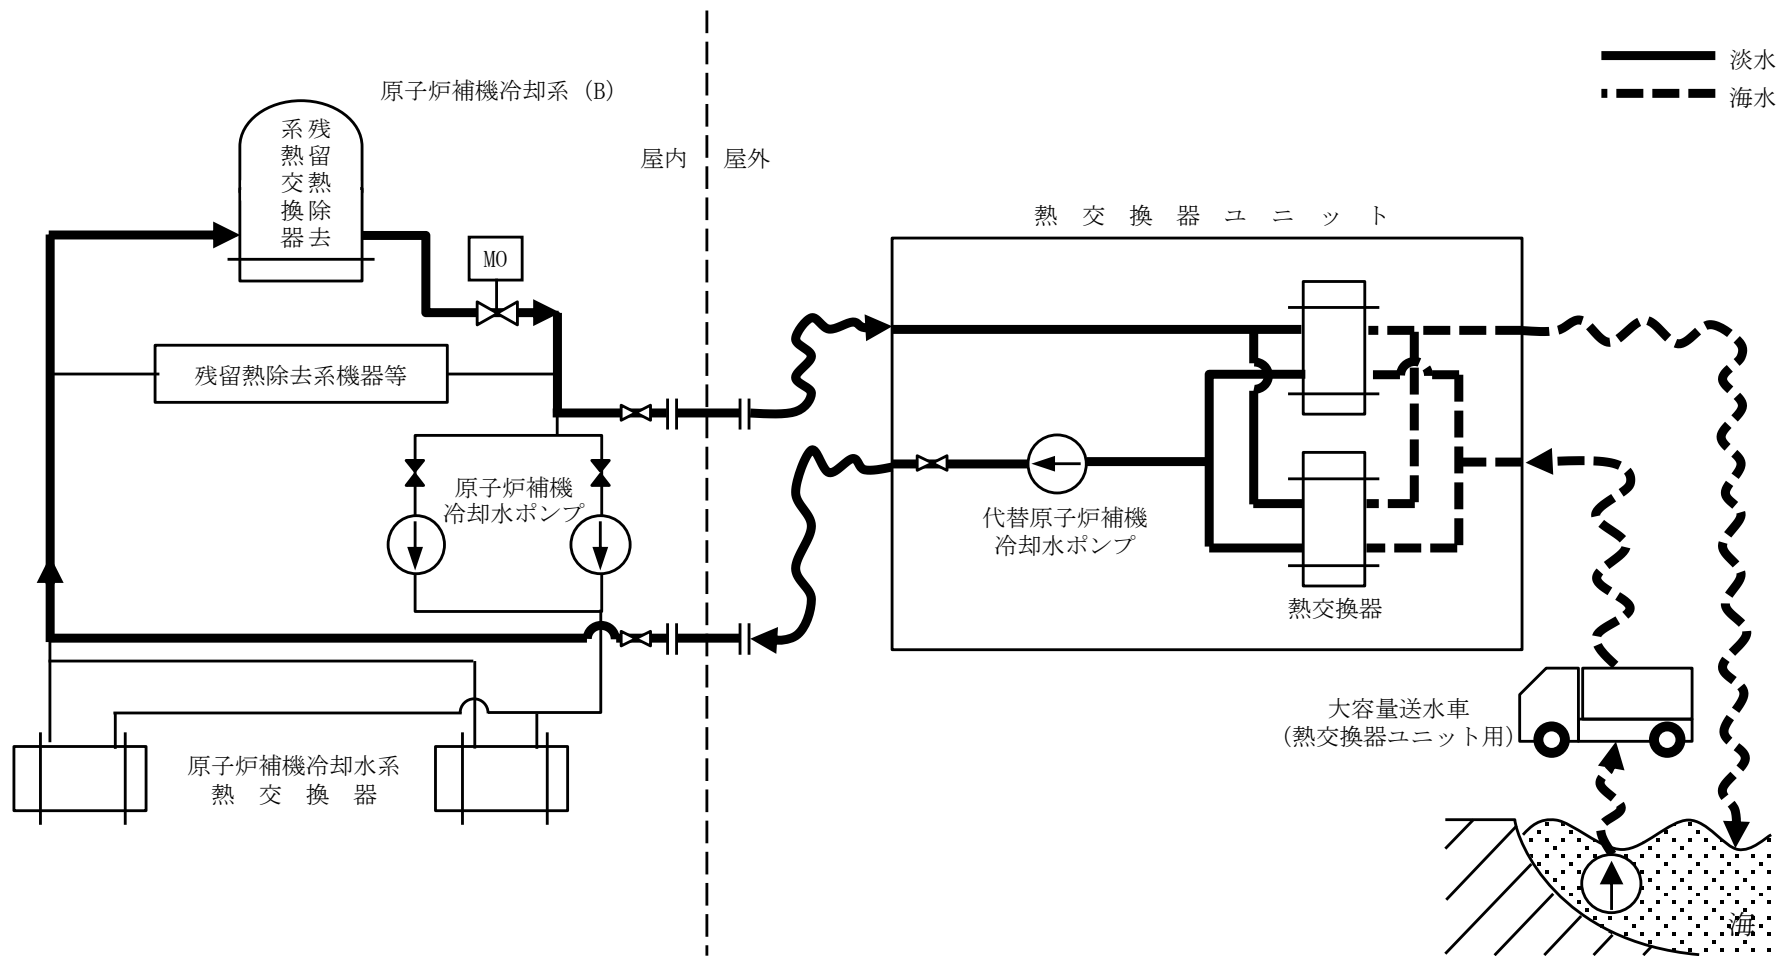 淡水
海水
原子炉補機冷却系 (B)
残留熱除去
系熱交換器
屋内
屋外
MO
熱交換器ユニット
残留熱除去系機器等
原子炉補機
冷却水ポンプ
代替原子炉補機
冷却水ポンプ
熱交換器
大容量送水車
(熱交換器ユニット用)
原子炉補機冷却水系
熱交換器
海